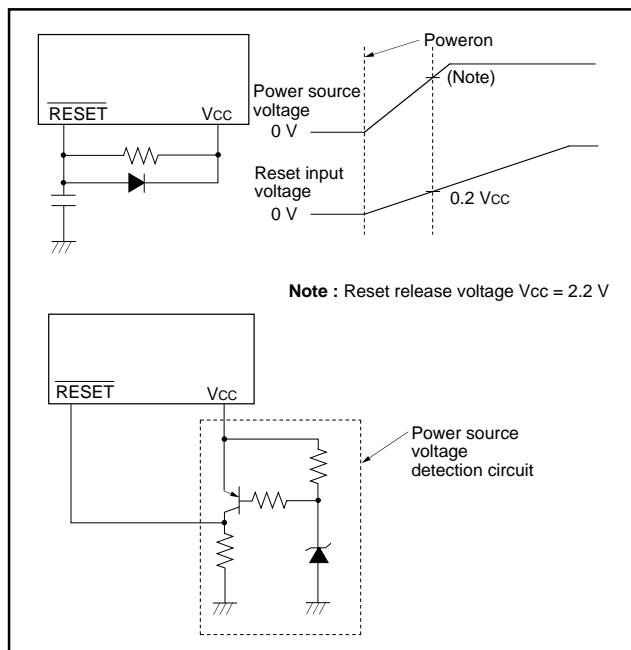 Poweron
RESET
VCC
Power source
voltage
0 V
(Note)
Reset input
voltage
0 V
0.2 VCC
Note : Reset release voltage Vcc = 2.2 V
RESET
VCC
Power source
voltage
detection circuit